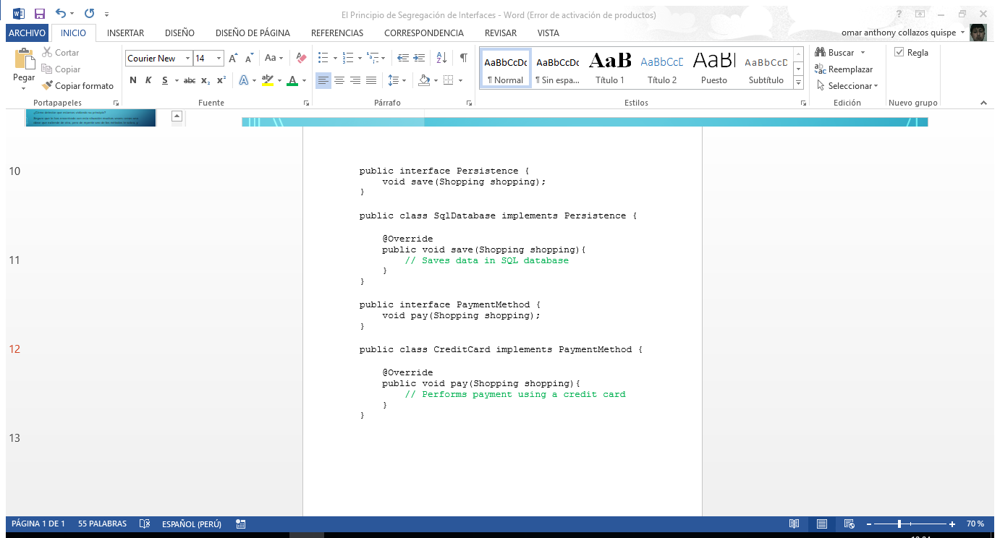 El Principio de Segregación de Interfaces - Word (Error de activación de productos)
ARCHIVO INICIO INSERTAR DISEÑO DISEÑO DE PÁGINA REFERENCIAS CORRESPONDENCIA REVISAR VISTA omar anthony collazos quispe
Cortar
Copiar
Copiar formato
Pegar
Portapapeles
Courier New 14 Aa
N K S abc x₂ x² A ab A
Fuente
Párrafo
AaBbCcDc AaBbCcDc AaB AaBbCcC AaB AaBbCcD
¶ Normal ¶ Sin espa... Título 1 Título 2 Puesto Subtítulo
Estilos
Buscar
Reemplazar
Seleccionar
Edición
Regla
Nuevo grupo
10
11
12
13
public interface Persistence {
void save(Shopping shopping);
}
public class SqlDatabase implements Persistence {
@Override
public void save(Shopping shopping){
// Saves data in SQL database
}
}
public interface PaymentMethod {
void pay(Shopping shopping);
}
public class CreditCard implements PaymentMethod {
@Override
public void pay(Shopping shopping){
// Performs payment using a credit card
}
}
PÁGINA 1 DE 1 55 PALABRAS ESPAÑOL (PERÚ) 70 %